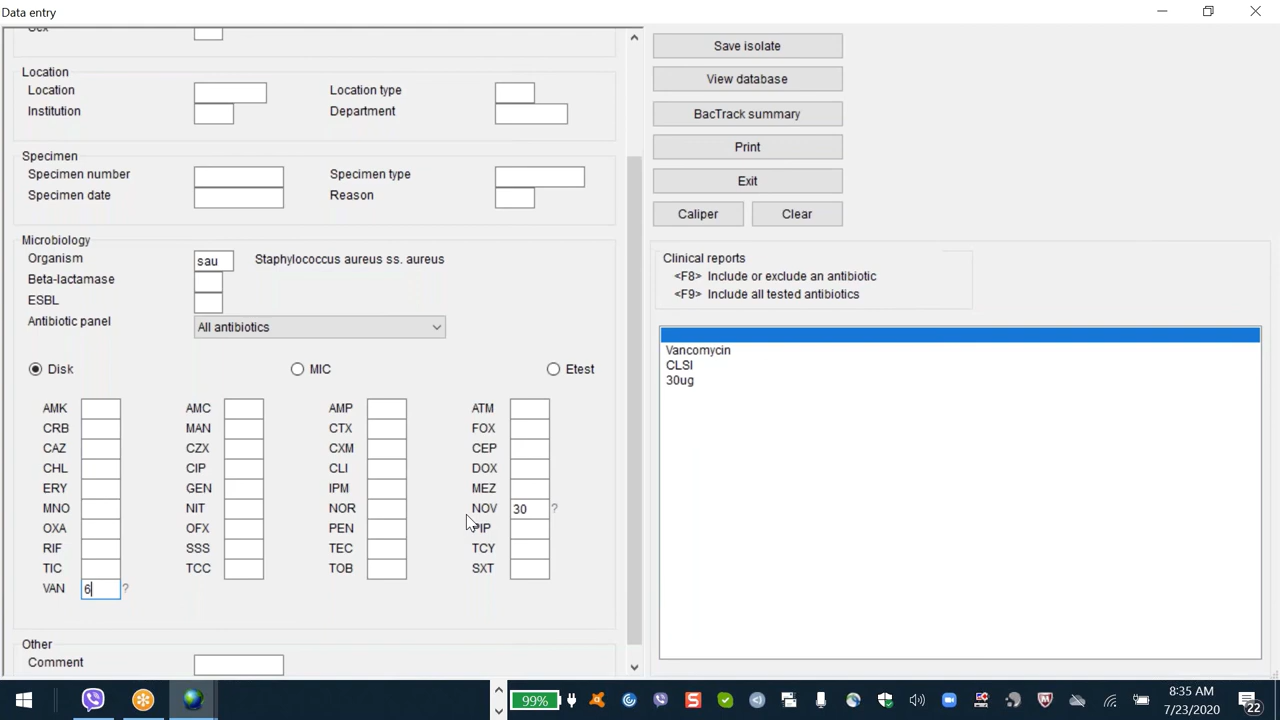 Data entry
Sex
Location
Location Location type
Institution Department
Specimen
Specimen number Specimen type
Specimen date Reason
Microbiology
Organism sau Staphylococcus aureus ss. aureus
Beta-lactamase
ESBL
Antibiotic panel All antibiotics
Disk MIC Etest
AMK AMC AMP ATM
CRB MAN CTX FOX
CAZ CZX CXM CEP
CHL CIP CLI DOX
ERY GEN IPM MEZ
MNO NIT NOR NOV 30 ?
OXA OFX PEN PIP
RIF SSS TEC TCY
TIC TCC TOB SXT
VAN 6 ?
Other
Comment
Save isolate
View database
BacTrack summary
Print
Exit
Caliper Clear
Clinical reports
<F8> Include or exclude an antibiotic
<F9> Include all tested antibiotics
Vancomycin
CLSI
30ug
99%
8:35 AM
7/23/2020
22